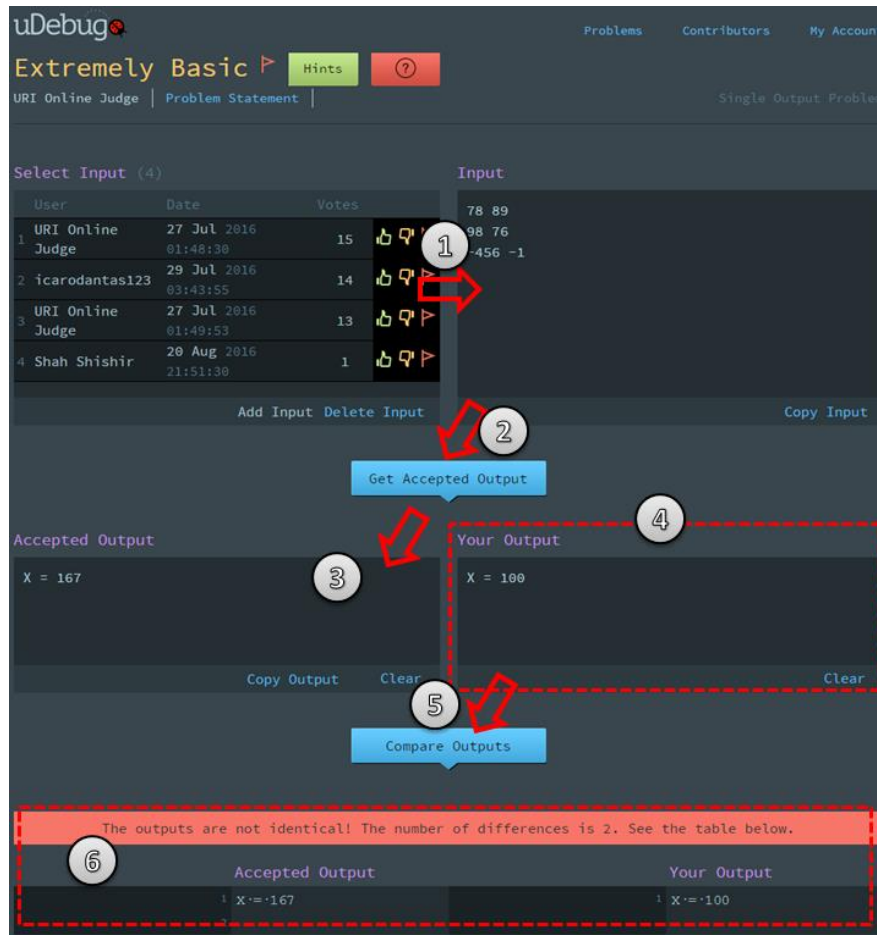 uDebug
Problems Contributors My Accoun
Extremely Basic Hints ?
URI Online Judge | Problem Statement |
Single Output Proble
Select Input (4)
User Date Votes
1 URI Online Judge 27 Jul 2016 01:48:30 15
2 icarodantas123 29 Jul 2016 03:43:55 14
3 URI Online Judge 27 Jul 2016 01:49:53 13
4 Shah Shishir 20 Aug 2016 21:51:30 1
Add Input Delete Input
Input
78 89
98 76
-456 -1
Copy Input
1
2
Get Accepted Output
Accepted Output
X = 167
3
Copy Output Clear
4
Your Output
X = 100
Clear
5
Compare Outputs
The outputs are not identical! The number of differences is 2. See the table below.
6
Accepted Output Your Output
1 X·=·167 1 X·=·100
2